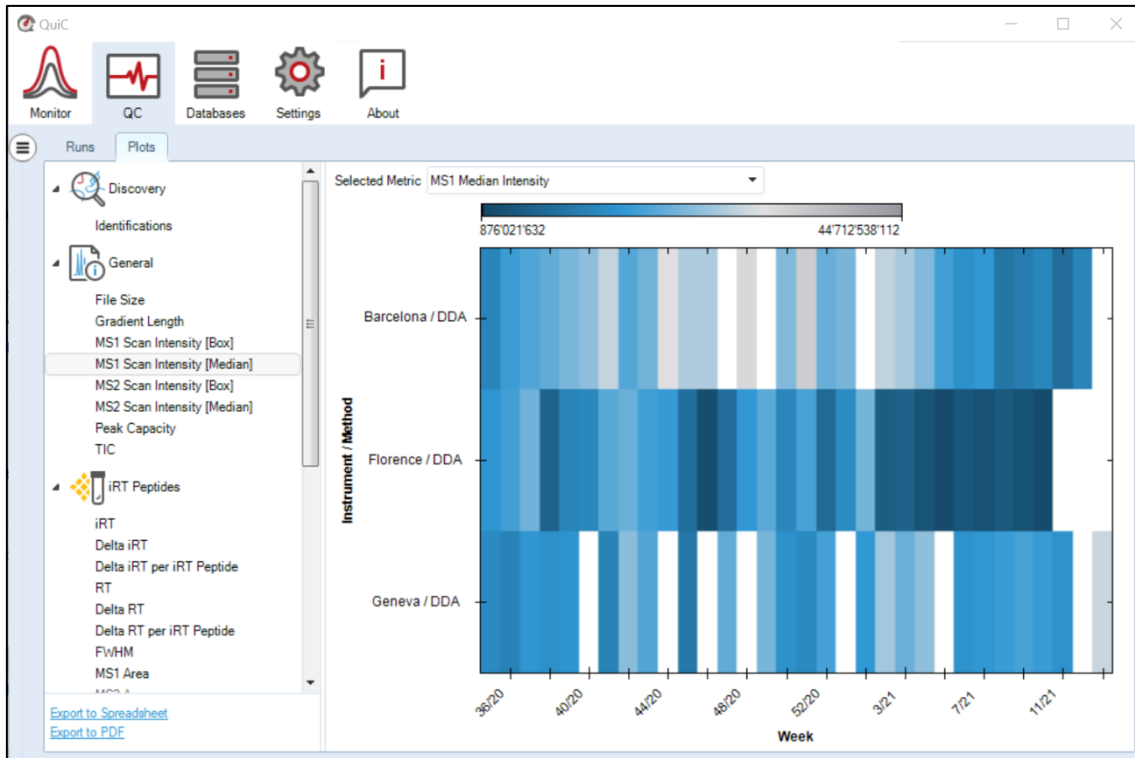 QuiC
Monitor
QC
Databases
Settings
About
Runs
Plots
Discovery
Identifications
General
File Size
Gradient Length
MS1 Scan Intensity [Box]
MS1 Scan Intensity [Median]
MS2 Scan Intensity [Box]
MS2 Scan Intensity [Median]
Peak Capacity
TIC
iRT Peptides
iRT
Delta iRT
Delta iRT per iRT Peptide
RT
Delta RT
Delta RT per iRT Peptide
FWHM
MS1 Area
Export to Spreadsheet
Export to PDF
Selected Metric MS1 Median Intensity
876'021'632 44'712'538'112
Instrument / Method
Barcelona / DDA
Florence / DDA
Geneva / DDA
36/20 40/20 44/20 48/20 52/20 3/21 7/21 11/21
Week